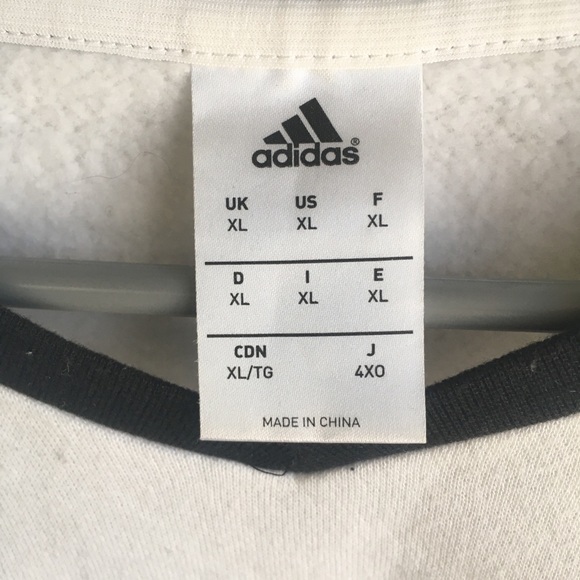 adidas®
UK US F
XL XL XL
D I E
XL XL XL
CDN J
XL/TG 4XO
MADE IN CHINA